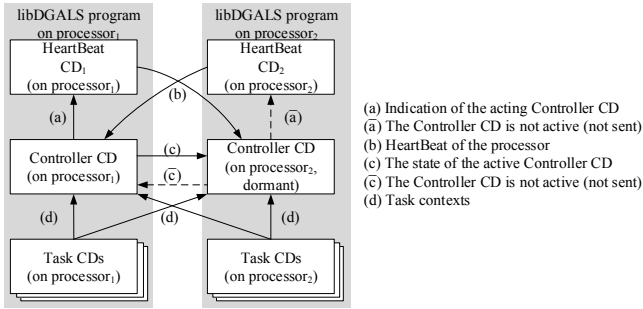 libDGALS program
on processor₁
libDGALS program
on processor₂
HeartBeat
CD₁
(on processor₁)
HeartBeat
CD₂
(on processor₂)
(b)
(a)
(a̅)
Controller CD
(on processor₁)
(c)
(c̅)
Controller CD
(on processor₂,
dormant)
(d)
(d)
(d)
(d)
Task CDs
(on processor₁)
Task CDs
(on processor₂)
(a) Indication of the acting Controller CD
(a̅) The Controller CD is not active (not sent)
(b) HeartBeat of the processor
(c) The state of the active Controller CD
(c̅) The Controller CD is not active (not sent)
(d) Task contexts